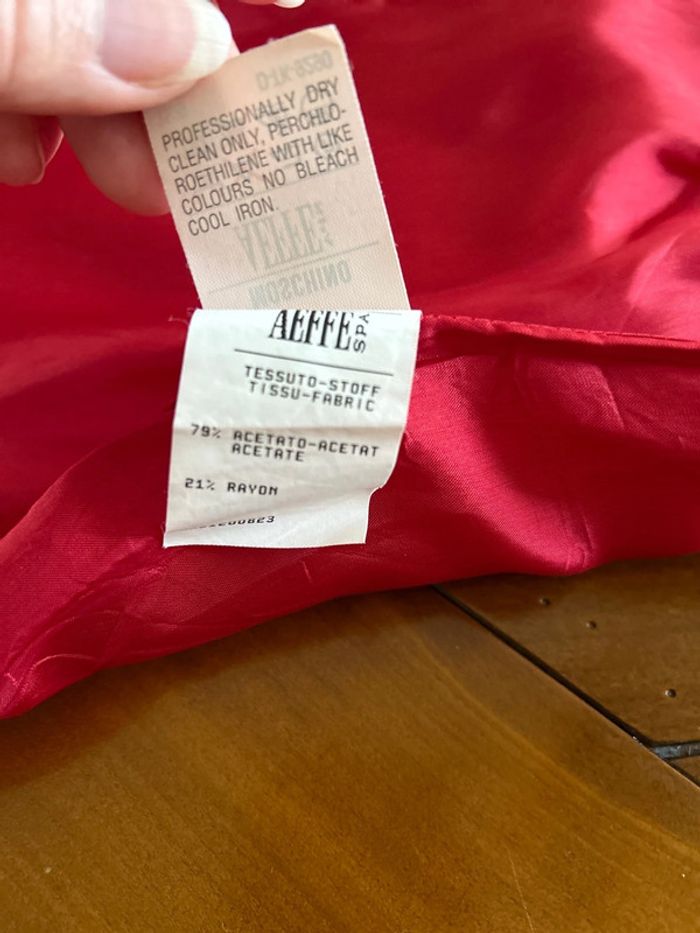 PROFESSIONALLY DRY
CLEAN ONLY, PERCHLO-
ROETHILENE WITH LIKE
COLOURS NO BLEACH
COOL IRON.
AEFFE
MOSCHINO
AEFFE SPA
TESSUTO-STOFF
TISSU-FABRIC
79% ACETATO-ACETAT
ACETATE
21% RAYON